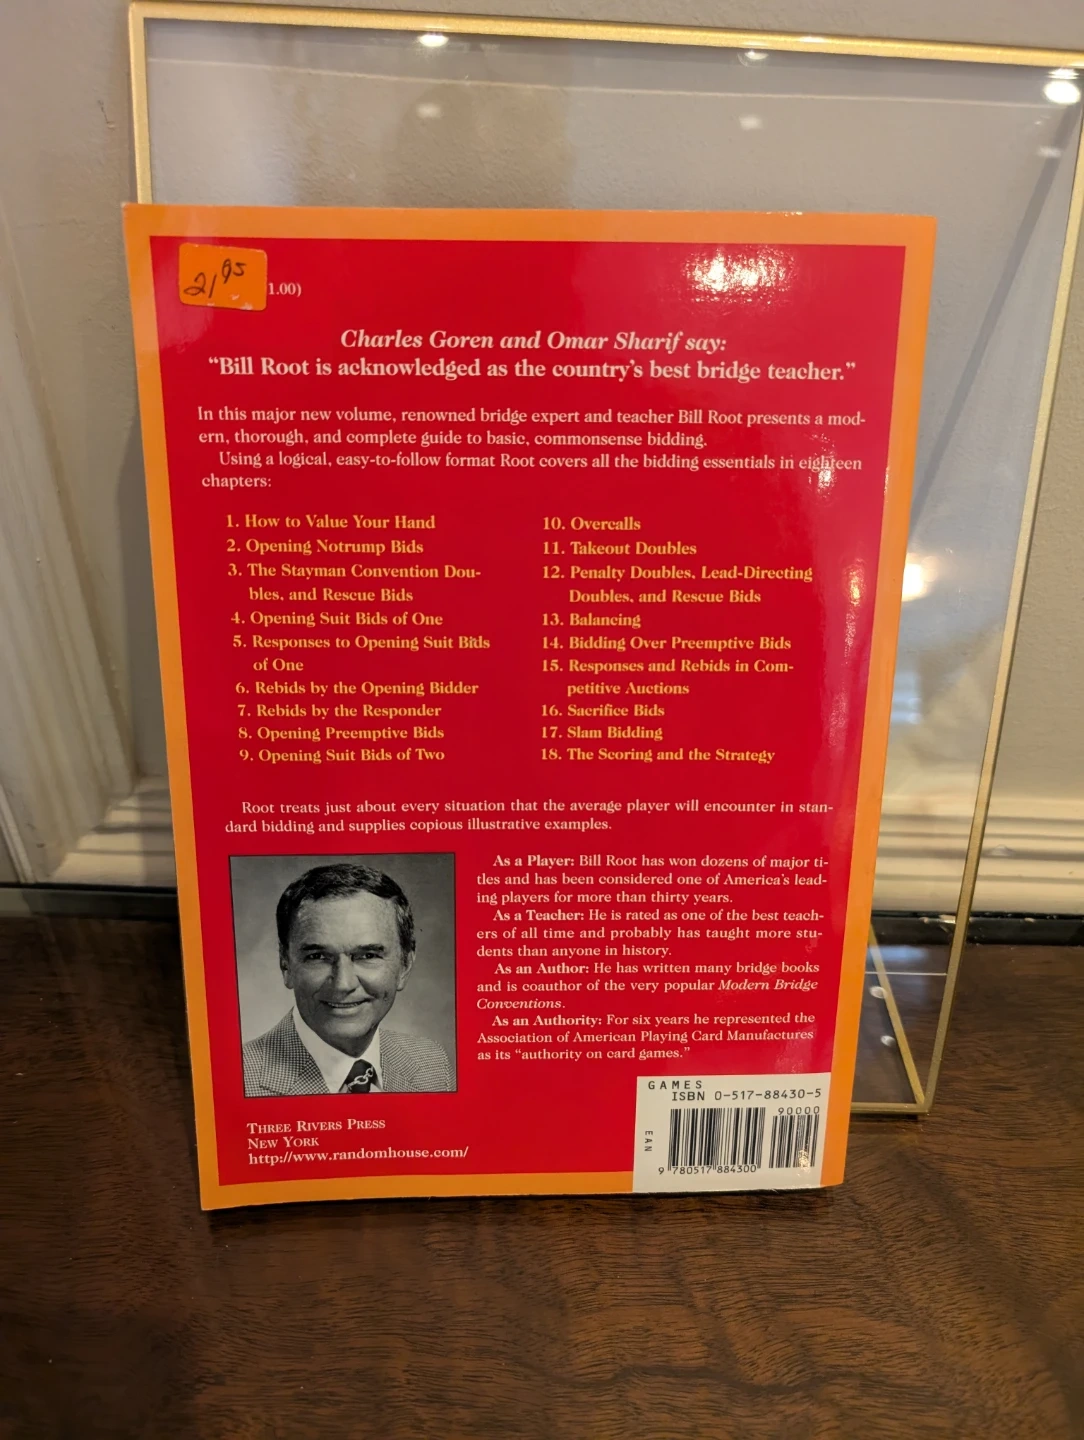 21,95
1.00)
Charles Goren and Omar Sharif say:
“Bill Root is acknowledged as the country’s best bridge teacher.”
In this major new volume, renowned bridge expert and teacher Bill Root presents a mod-
ern, thorough, and complete guide to basic, commonsense bidding.
Using a logical, easy-to-follow format Root covers all the bidding essentials in eighteen
chapters:
1. How to Value Your Hand
2. Opening Notrump Bids
3. The Stayman Convention Dou-
bles, and Rescue Bids
4. Opening Suit Bids of One
5. Responses to Opening Suit Bids
of One
6. Rebids by the Opening Bidder
7. Rebids by the Responder
8. Opening Preemptive Bids
9. Opening Suit Bids of Two
10. Overcalls
11. Takeout Doubles
12. Penalty Doubles, Lead-Directing
Doubles, and Rescue Bids
13. Balancing
14. Bidding Over Preemptive Bids
15. Responses and Rebids in Com-
petitive Auctions
16. Sacrifice Bids
17. Slam Bidding
18. The Scoring and the Strategy
Root treats just about every situation that the average player will encounter in stan-
dard bidding and supplies copious illustrative examples.
As a Player: Bill Root has won dozens of major ti-
tles and has been considered one of America’s lead-
ing players for more than thirty years.
As a Teacher: He is rated as one of the best teach-
ers of all time and probably has taught more stu-
dents than anyone in history.
As an Author: He has written many bridge books
and is coauthor of the very popular Modern Bridge
Conventions.
As an Authority: For six years he represented the
Association of American Playing Card Manufactures
as its “authority on card games.”
THREE RIVERS PRESS
NEW YORK
http://www.randomhouse.com/
GAMES
ISBN 0-517-88430-5
90000
EAN
9 780517 884300